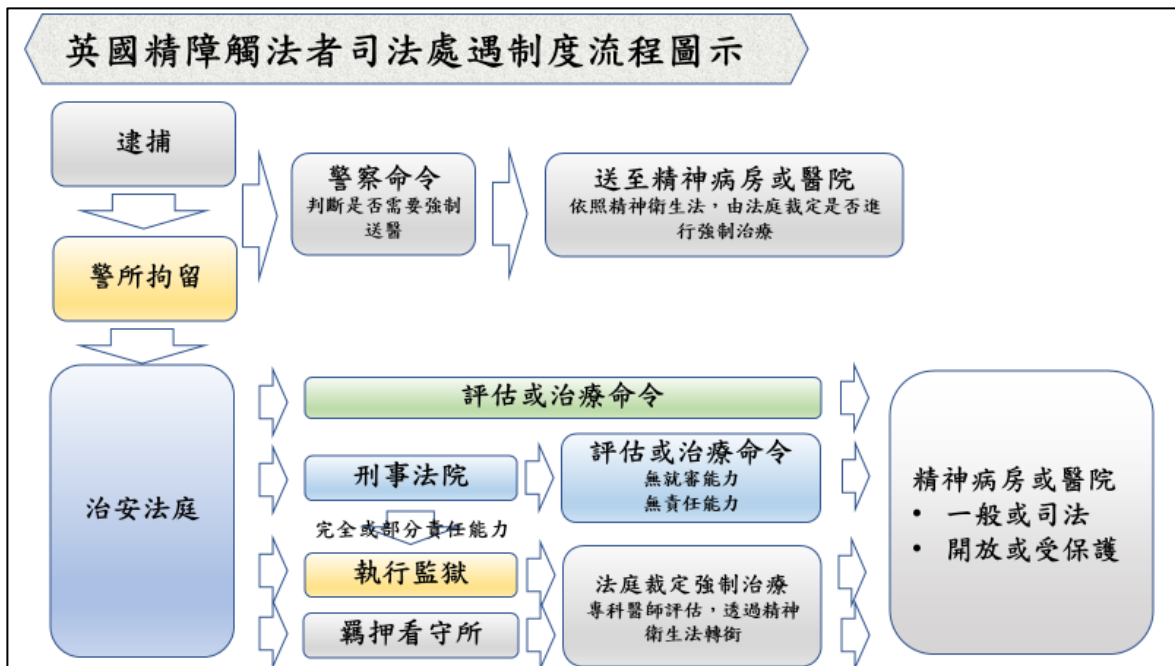 英國精障觸法者司法處遇制度流程圖示
逮捕
警察命令
判斷是否需要強制
送醫
送至精神病房或醫院
依照精神衛生法，由法庭裁定是否進
行強制治療
警所拘留
治安法庭
評估或治療命令
刑事法院
評估或治療命令
無就審能力
無責任能力
完全或部分責任能力
執行監獄
羈押看守所
法庭裁定強制治療
專科醫師評估，透過精神
衛生法轉銜
精神病房或醫院
• 一般或司法
• 開放或受保護